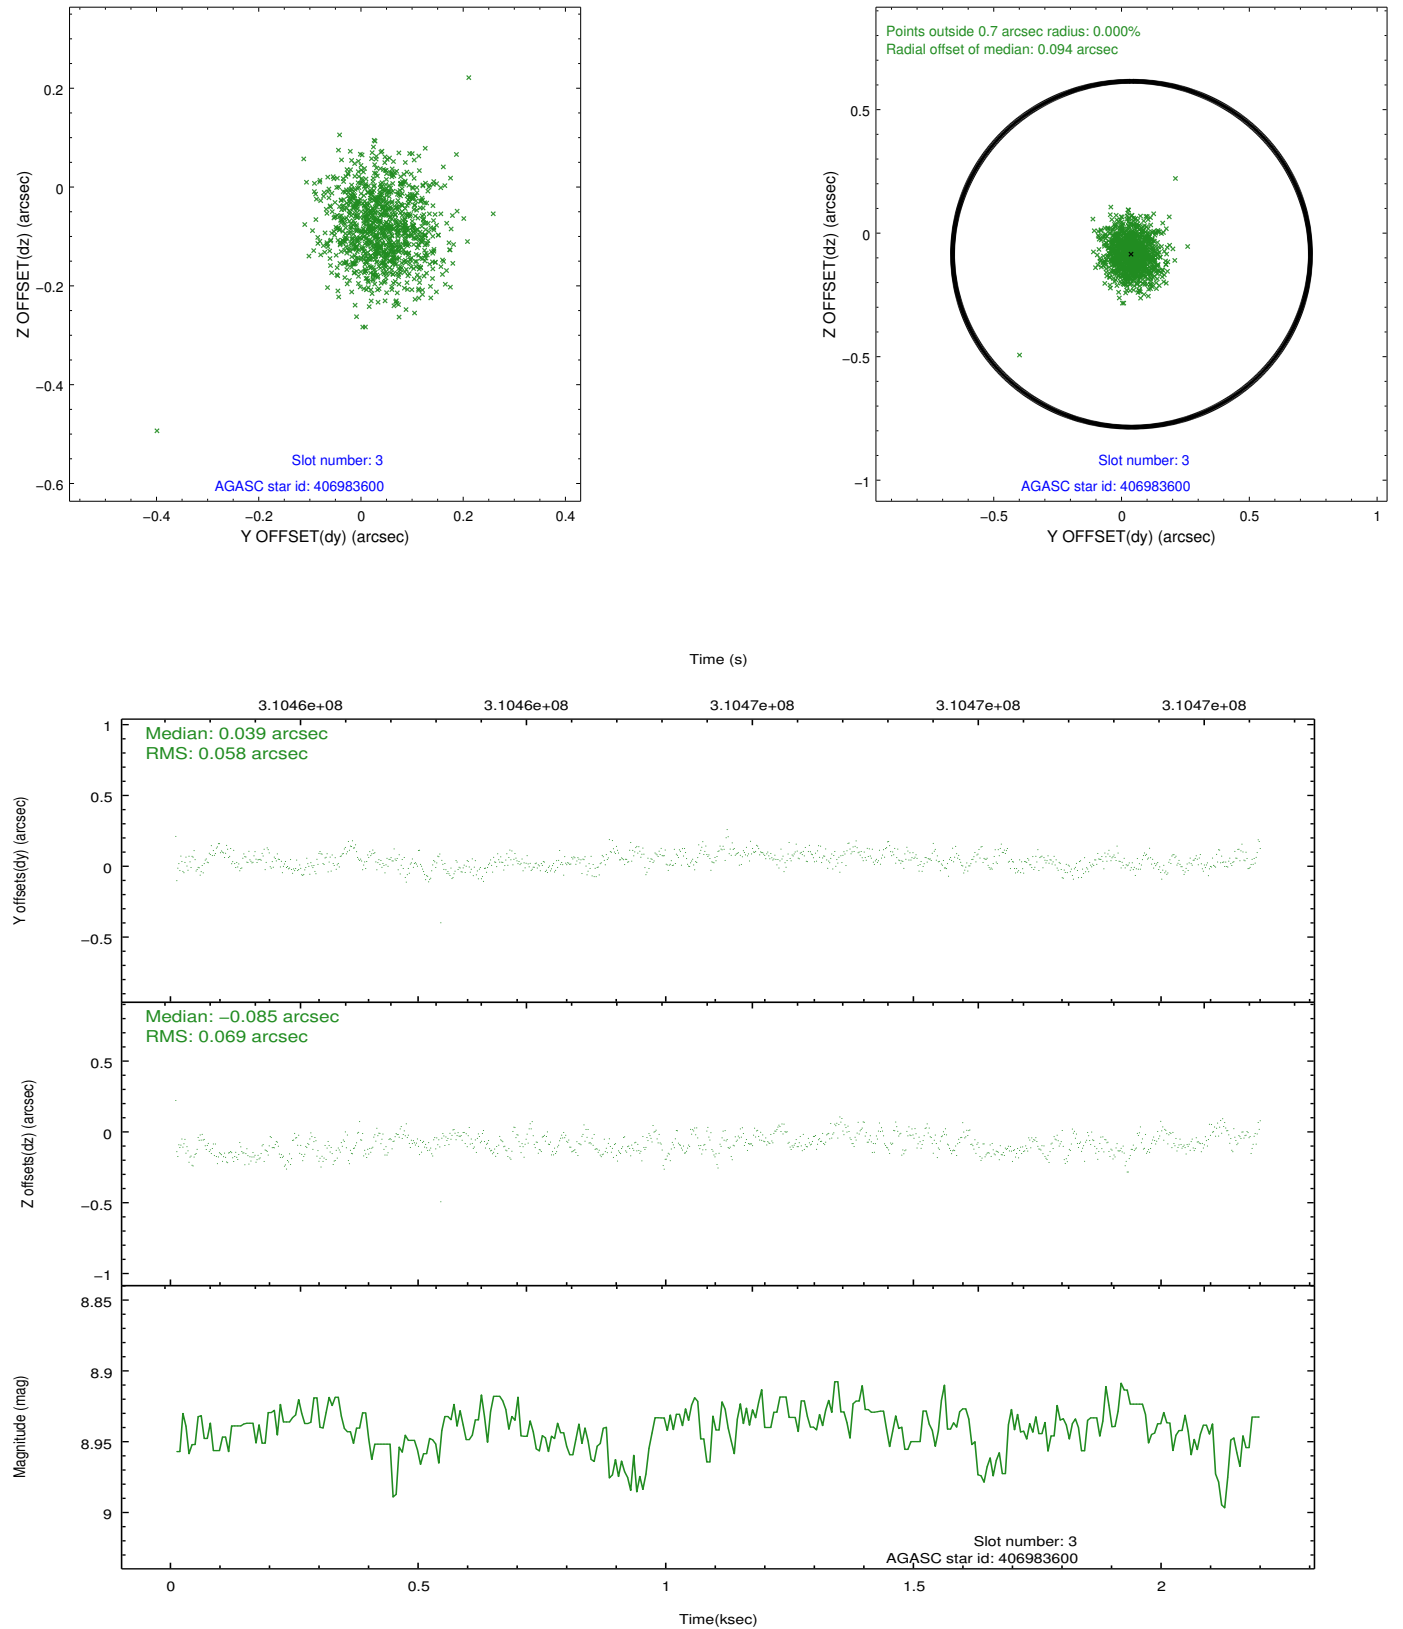 0.2
0
−0.2
−0.4
−0.6
Z OFFSET(dz) (arcsec)
Slot number: 3
AGASC star id: 406983600
−0.4 −0.2 0 0.2 0.4
Y OFFSET(dy) (arcsec)
Points outside 0.7 arcsec radius: 0.000%
Radial offset of median: 0.094 arcsec
0.5
0
−0.5
−1
Z OFFSET(dz) (arcsec)
Slot number: 3
AGASC star id: 406983600
−0.5 0 0.5 1
Y OFFSET(dy) (arcsec)
Time (s)
3.1046e+08 3.1046e+08 3.1047e+08 3.1047e+08 3.1047e+08
Median: 0.039 arcsec
RMS: 0.058 arcsec
1
0.5
0
−0.5
Y offsets(dy) (arcsec)
Median: −0.085 arcsec
RMS: 0.069 arcsec
0.5
0
−0.5
−1
Z offsets(dz) (arcsec)
8.85
8.9
8.95
9
Magnitude (mag)
Slot number: 3
AGASC star id: 406983600
0 0.5 1 1.5 2
Time(ksec)